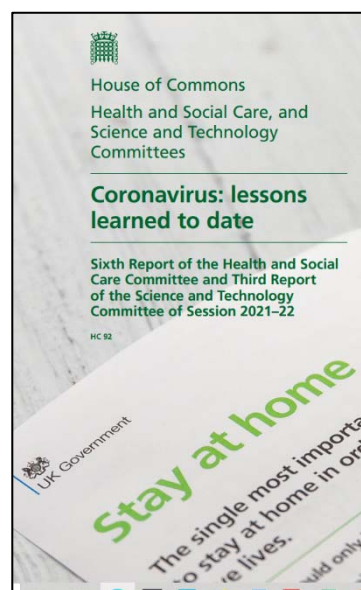 House of Commons
Health and Social Care, and
Science and Technology
Committees
Coronavirus: lessons
learned to date
Sixth Report of the Health and Social
Care Committee and Third Report
of the Science and Technology
Committee of Session 2021–22
HC 92
UK Government
Stay at home
The single most importa
to stay at home in or
e lives.
uld only